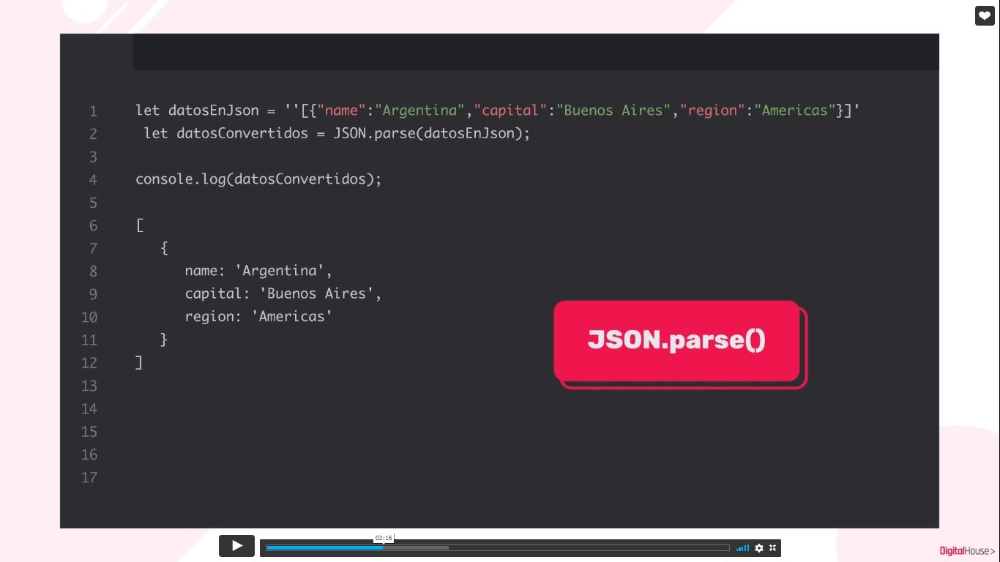 1 let datosEnJson = ''[{"name":"Argentina","capital":"Buenos Aires","region":"Americas"}]'
2 let datosConvertidos = JSON.parse(datosEnJson);
3
4 console.log(datosConvertidos);
5
6 [
7 {
8 name: 'Argentina',
9 capital: 'Buenos Aires',
10 region: 'Americas'
11 }
12 ]
13
14
15
16
17
JSON.parse()
02:16
DigitalHouse>